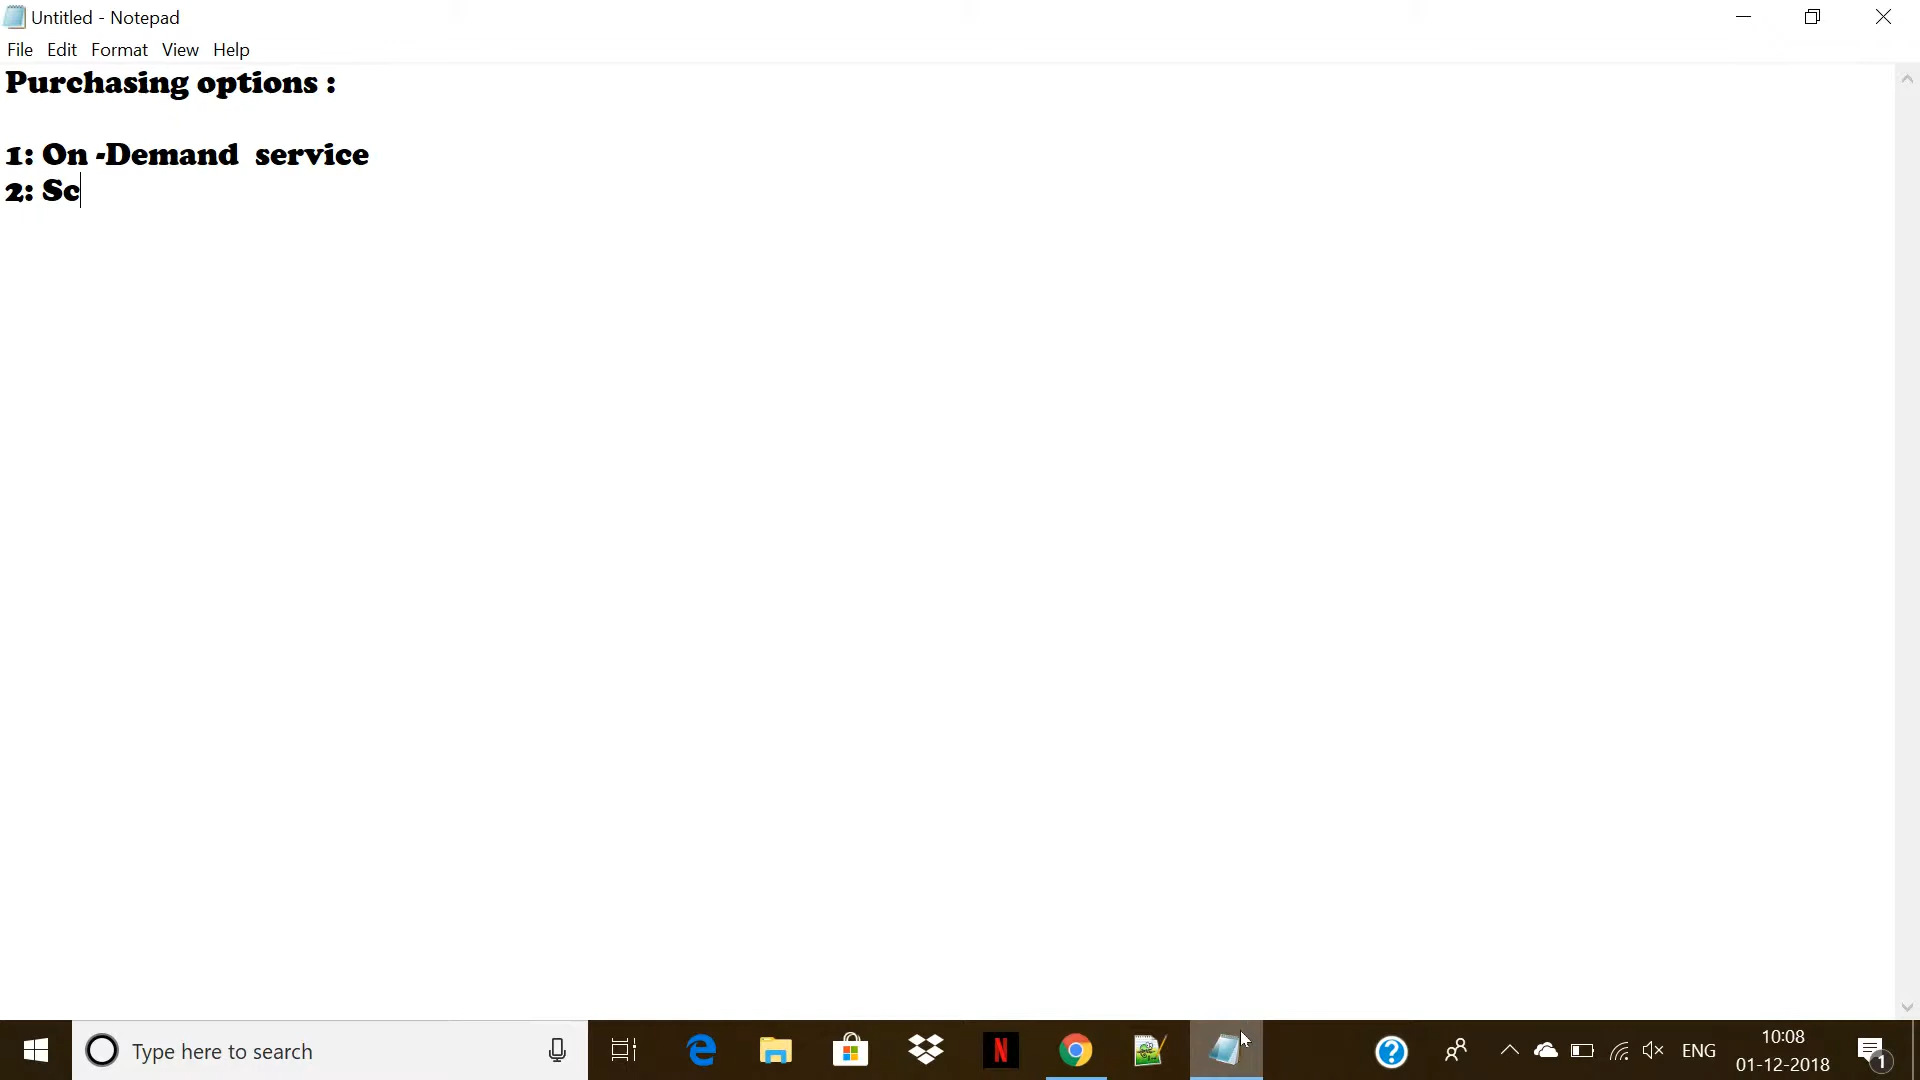 Untitled - Notepad
File Edit Format View Help
Purchasing options :
1: On -Demand  service
2: Sc
Type here to search
ENG
10:08
01-12-2018
1